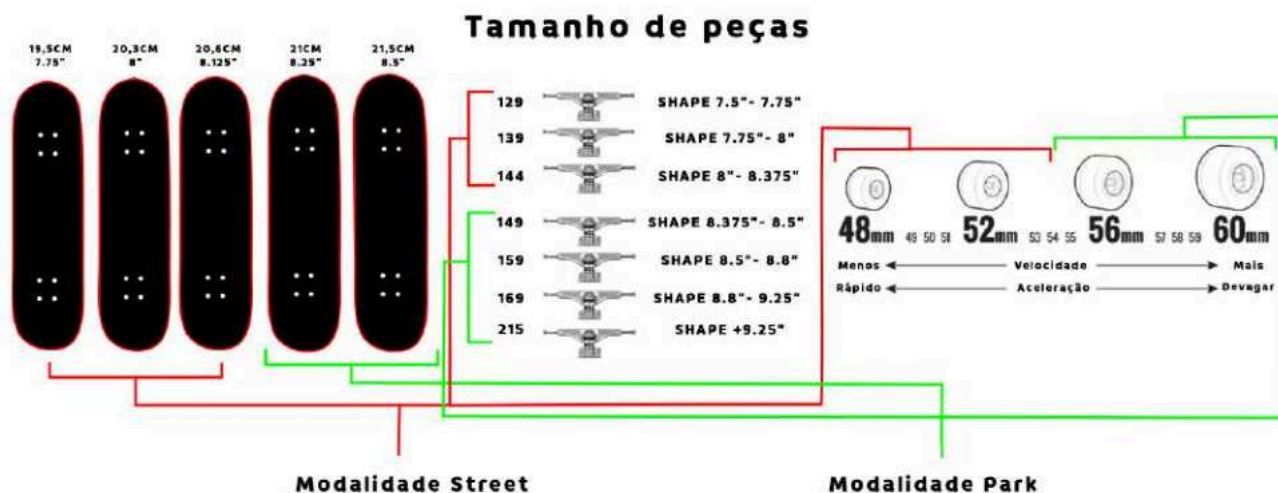 Tamanho de peças
19,5CM
7.75"
20,3CM
8"
20,6CM
8.125"
21CM
8.25"
21,5CM
8.5"
129 SHAPE 7.5"- 7.75"
139 SHAPE 7.75"- 8"
144 SHAPE 8"- 8.375"
149 SHAPE 8.375"- 8.5"
159 SHAPE 8.5"- 8.8"
169 SHAPE 8.8"- 9.25"
215 SHAPE +9.25"
48mm 49 50 51 52mm 53 54 55 56mm 57 58 59 60mm
Menos Velocidade Mais
Rápido Aceleração Devagar
Modalidade Street
Modalidade Park